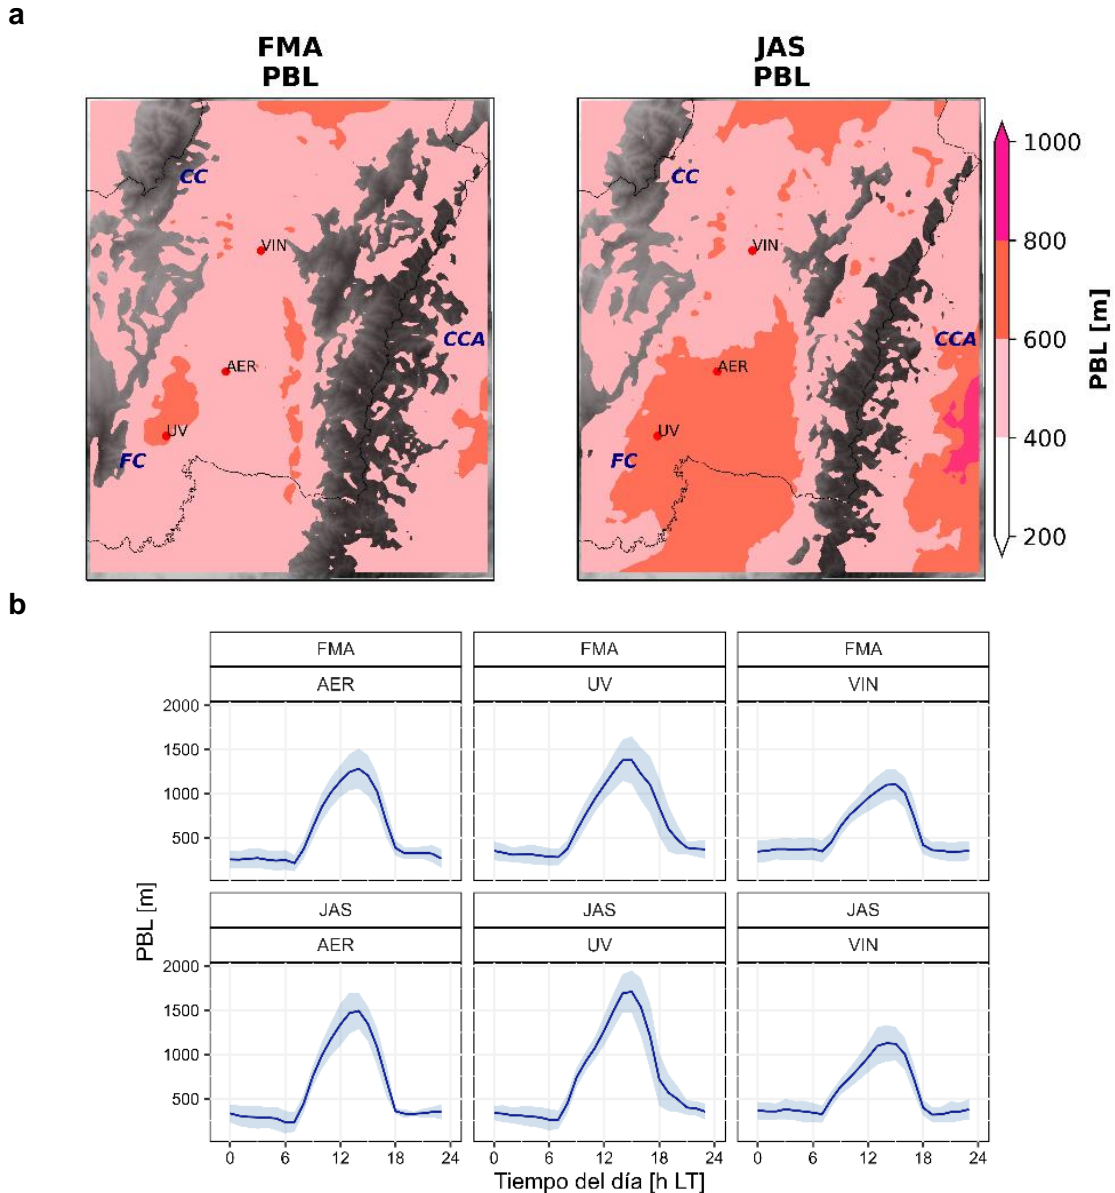 a
FMA
PBL
JAS
PBL
CC
VIN
CCA
AER
UV
FC
CC
VIN
CCA
AER
UV
FC
1000
800
600
400
200
PBL [m]
b
FMA
FMA
FMA
AER
UV
VIN
2000
1500
1000
500
JAS
JAS
JAS
AER
UV
VIN
2000
1500
1000
500
PBL [m]
0 6 12 18 24
0 6 12 18 24
0 6 12 18 24
Tiempo del día [h LT]